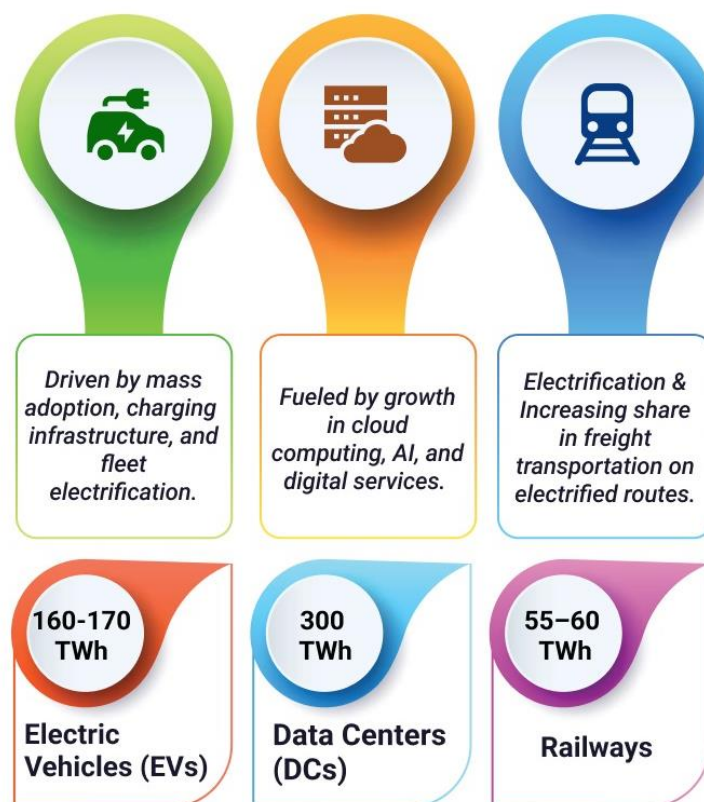 Driven by mass
adoption, charging
infrastructure, and
fleet
electrification.
Fueled by growth
in cloud
computing, AI, and
digital services.
Electrification &
Increasing share
in freight
transportation on
electrified routes.
160-170
TWh
Electric
Vehicles (EVs)
300
TWh
Data Centers
(DCs)
55–60
TWh
Railways